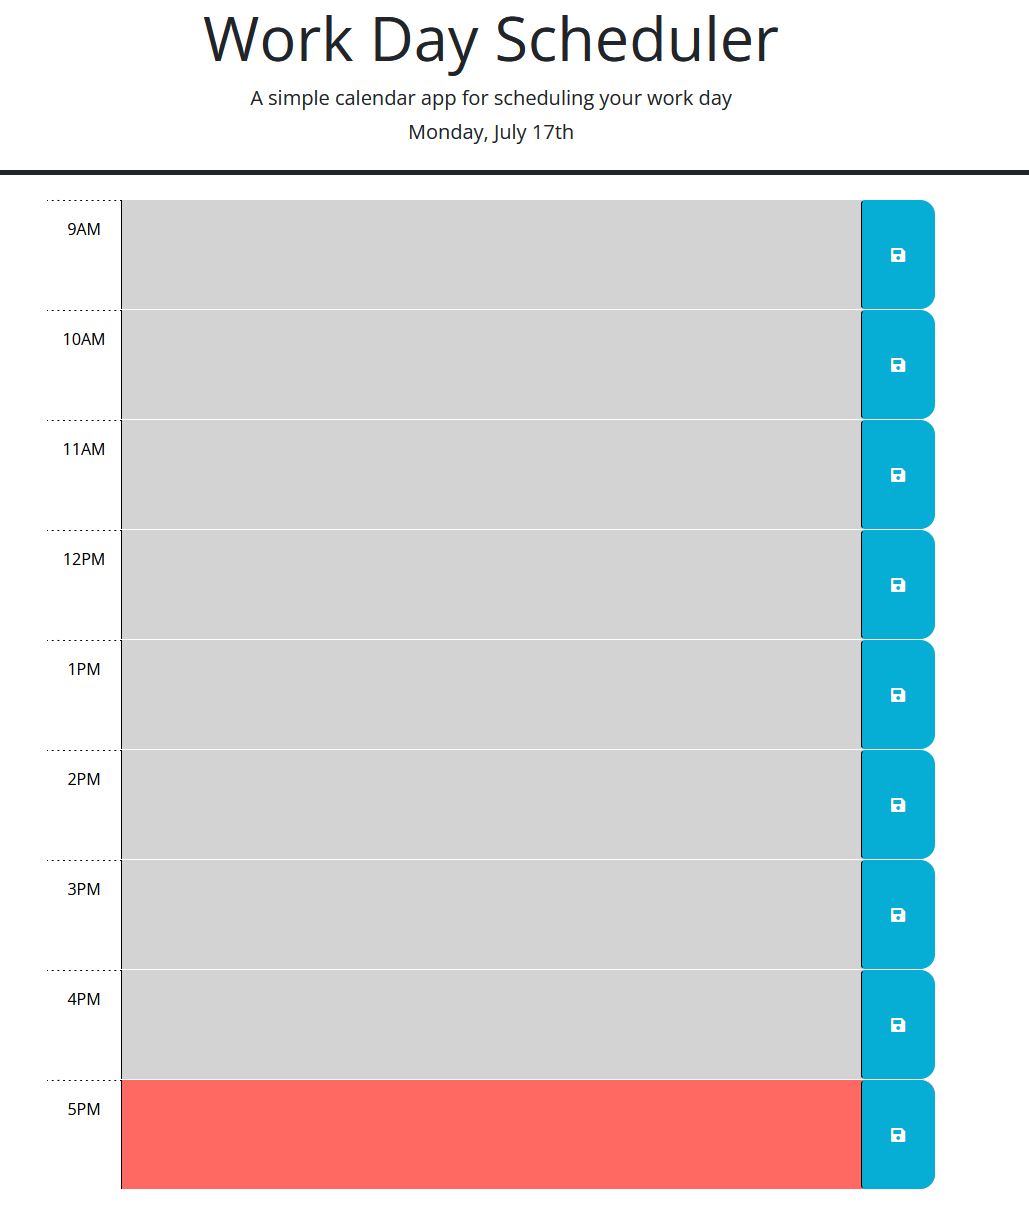 Work Day Scheduler
A simple calendar app for scheduling your work day
Monday, July 17th
9AM
10AM
11AM
12PM
1PM
2PM
3PM
4PM
5PM